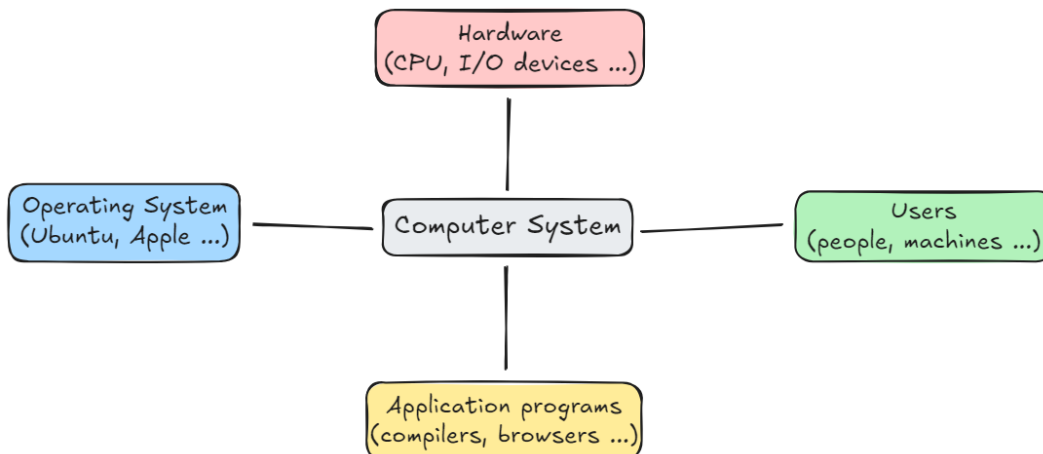 Hardware
(CPU, I/O devices ...)
Operating System
(Ubuntu, Apple ...)
Computer System
Users
(people, machines ...)
Application programs
(compilers, browsers ...)